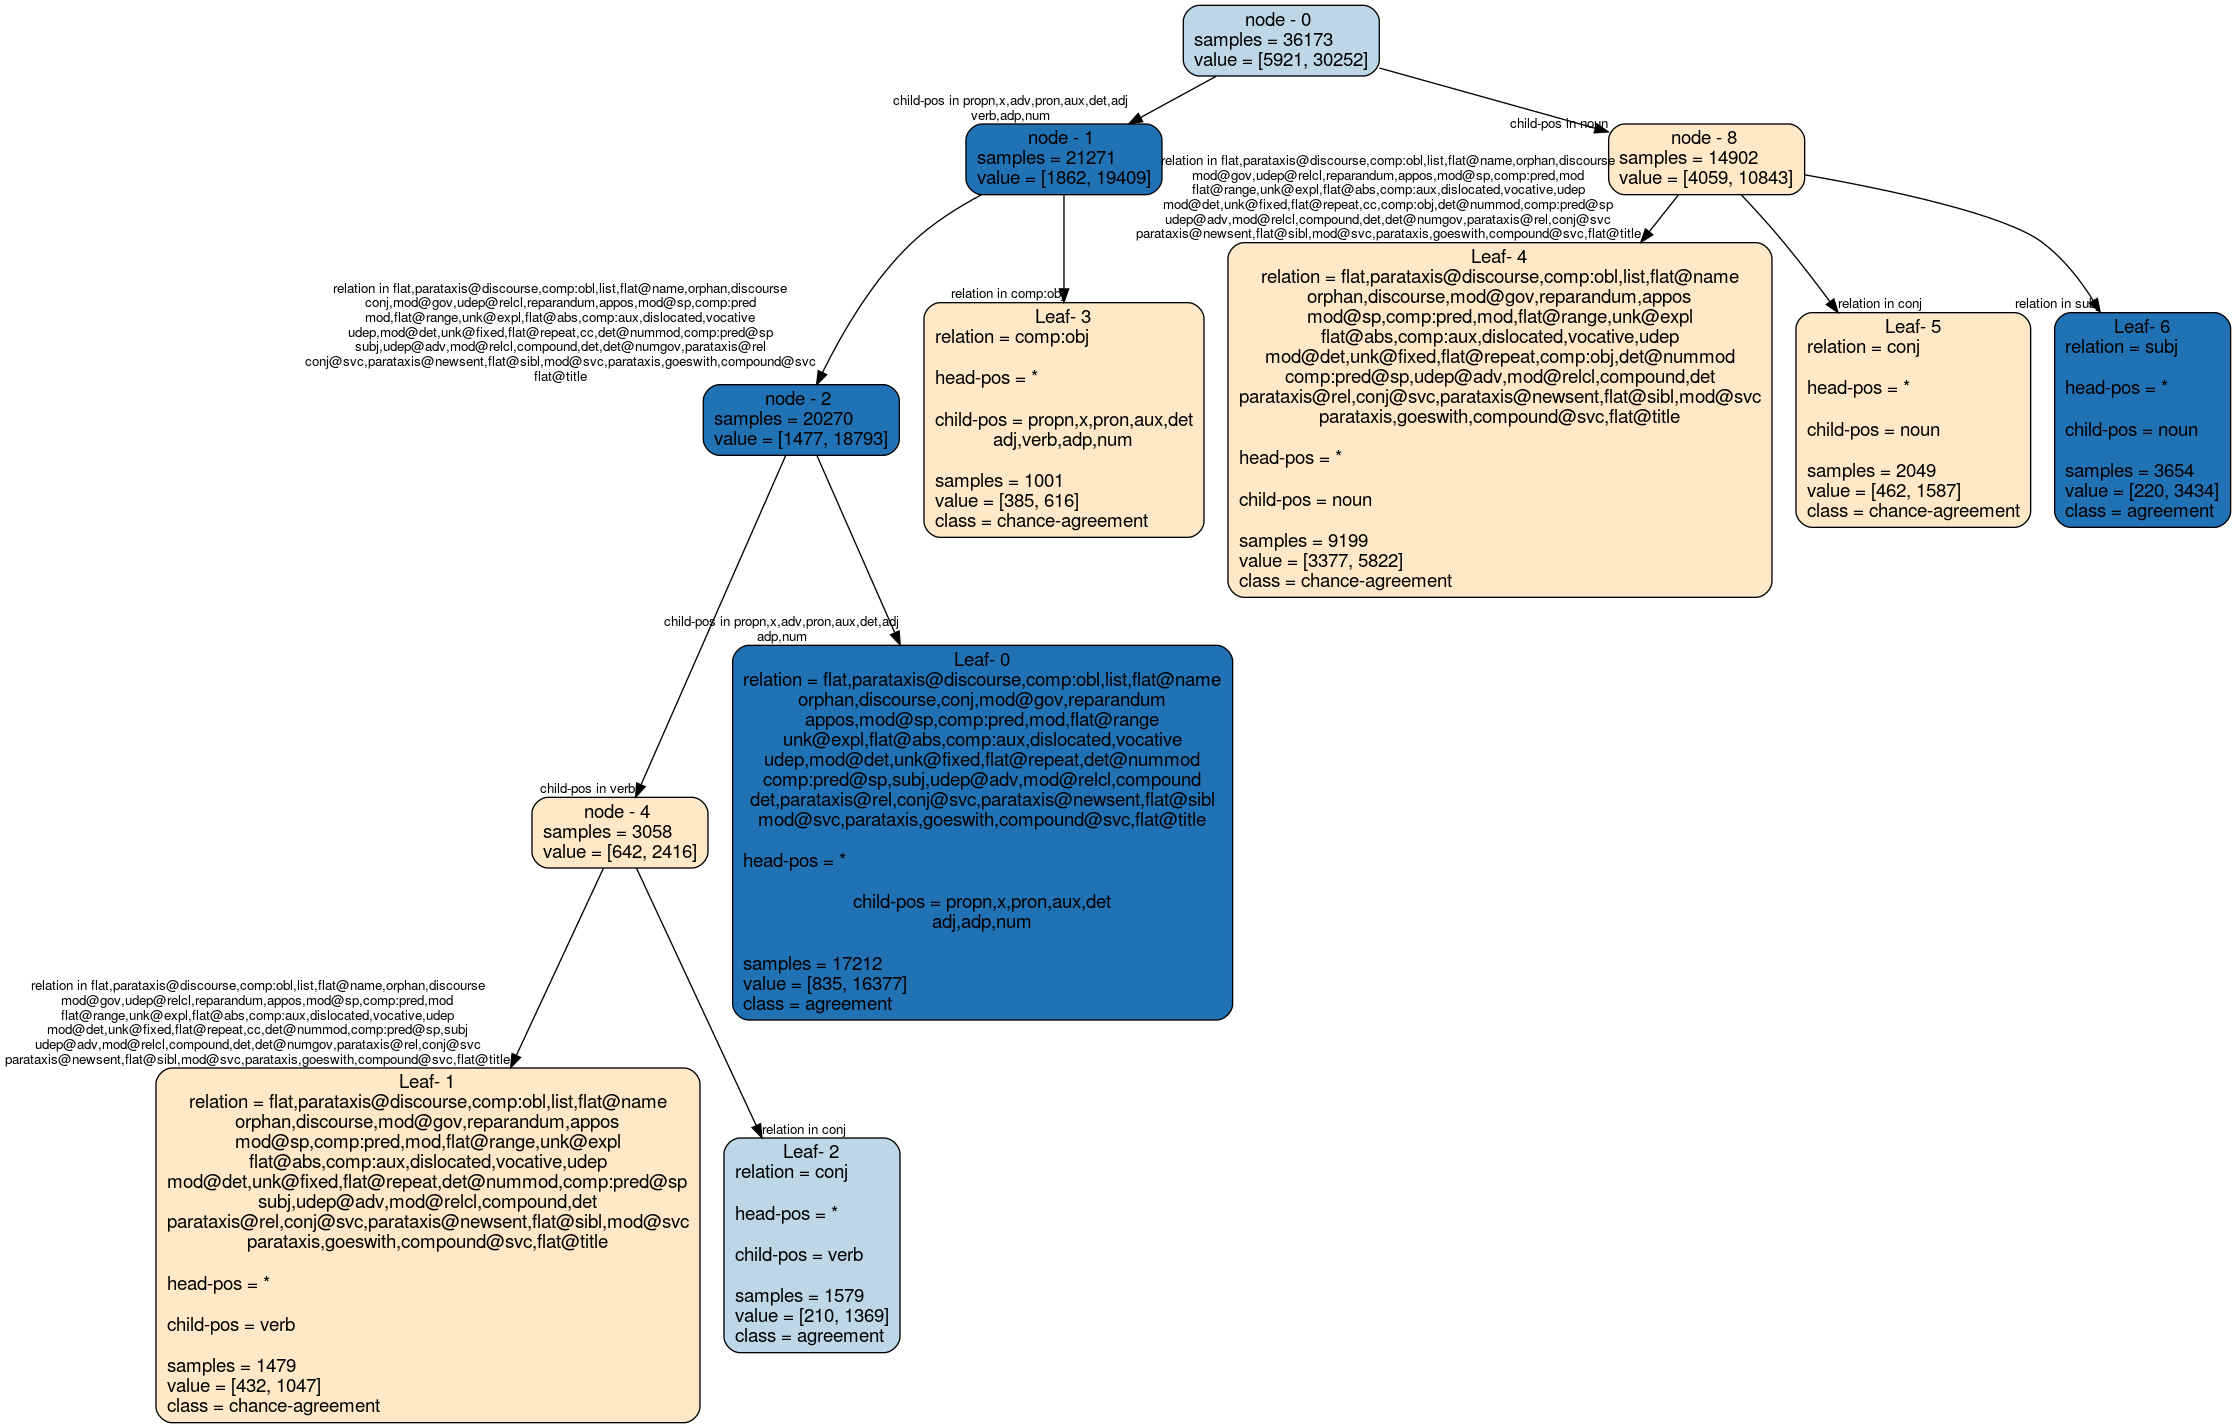 node - 0
samples = 36173
value = [5921, 30252]
child-pos in propn,x,adv,pron,aux,det,adj
verb,adp,num
child-pos in noun
node - 1
samples = 21271
value = [1862, 19409]
node - 8
samples = 14902
value = [4059, 10843]
relation in flat,parataxis@discourse,comp:obl,list,flat@name,orphan,discourse
mod@gov,udep@relcl,reparandum,appos,mod@sp,comp:pred,mod
flat@range,unk@expl,flat@abs,comp:aux,dislocated,vocative,udep
mod@det,unk@fixed,flat@repeat,cc,comp:obj,det@nummod,comp:pred@sp
udep@adv,mod@relcl,compound,det,det@numgov,parataxis@rel,conj@svc
parataxis@newsent,flat@sibl,mod@svc,parataxis,goeswith,compound@svc,flat@title
relation in flat,parataxis@discourse,comp:obl,list,flat@name,orphan,discourse
conj,mod@gov,udep@relcl,reparandum,appos,mod@sp,comp:pred
mod,flat@range,unk@expl,flat@abs,comp:aux,dislocated,vocative
udep,mod@det,unk@fixed,flat@repeat,cc,det@nummod,comp:pred@sp
subj,udep@adv,mod@relcl,compound,det,det@numgov,parataxis@rel
conj@svc,parataxis@newsent,flat@sibl,mod@svc,parataxis,goeswith,compound@svc
flat@title
relation in comp:obj
relation in conj
relation in subj
node - 2
samples = 20270
value = [1477, 18793]
Leaf- 3
relation = comp:obj
head-pos = *
child-pos = propn,x,pron,aux,det
adj,verb,adp,num
samples = 1001
value = [385, 616]
class = chance-agreement
Leaf- 4
relation = flat,parataxis@discourse,comp:obl,list,flat@name
orphan,discourse,mod@gov,reparandum,appos
mod@sp,comp:pred,mod,flat@range,unk@expl
flat@abs,comp:aux,dislocated,vocative,udep
mod@det,unk@fixed,flat@repeat,comp:obj,det@nummod
comp:pred@sp,udep@adv,mod@relcl,compound,det
parataxis@rel,conj@svc,parataxis@newsent,flat@sibl,mod@svc
parataxis,goeswith,compound@svc,flat@title
head-pos = *
child-pos = noun
samples = 9199
value = [3377, 5822]
class = chance-agreement
Leaf- 5
relation = conj
head-pos = *
child-pos = noun
samples = 2049
value = [462, 1587]
class = chance-agreement
Leaf- 6
relation = subj
head-pos = *
child-pos = noun
samples = 3654
value = [220, 3434]
class = agreement
child-pos in verb
child-pos in propn,x,adv,pron,aux,det,adj
adp,num
node - 4
samples = 3058
value = [642, 2416]
Leaf- 0
relation = flat,parataxis@discourse,comp:obl,list,flat@name
orphan,discourse,conj,mod@gov,reparandum
appos,mod@sp,comp:pred,mod,flat@range
unk@expl,flat@abs,comp:aux,dislocated,vocative
udep,mod@det,unk@fixed,flat@repeat,det@nummod
comp:pred@sp,subj,udep@adv,mod@relcl,compound
det,parataxis@rel,conj@svc,parataxis@newsent,flat@sibl
mod@svc,parataxis,goeswith,compound@svc,flat@title
head-pos = *
child-pos = propn,x,pron,aux,det
adj,adp,num
samples = 17212
value = [835, 16377]
class = agreement
relation in flat,parataxis@discourse,comp:obl,list,flat@name,orphan,discourse
mod@gov,udep@relcl,reparandum,appos,mod@sp,comp:pred,mod
flat@range,unk@expl,flat@abs,comp:aux,dislocated,vocative,udep
mod@det,unk@fixed,flat@repeat,cc,det@nummod,comp:pred@sp,subj
udep@adv,mod@relcl,compound,det,det@numgov,parataxis@rel,conj@svc
parataxis@newsent,flat@sibl,mod@svc,parataxis,goeswith,compound@svc,flat@title
relation in conj
Leaf- 1
relation = flat,parataxis@discourse,comp:obl,list,flat@name
orphan,discourse,mod@gov,reparandum,appos
mod@sp,comp:pred,mod,flat@range,unk@expl
flat@abs,comp:aux,dislocated,vocative,udep
mod@det,unk@fixed,flat@repeat,det@nummod,comp:pred@sp
subj,udep@adv,mod@relcl,compound,det
parataxis@rel,conj@svc,parataxis@newsent,flat@sibl,mod@svc
parataxis,goeswith,compound@svc,flat@title
head-pos = *
child-pos = verb
samples = 1479
value = [432, 1047]
class = chance-agreement
Leaf- 2
relation = conj
head-pos = *
child-pos = verb
samples = 1579
value = [210, 1369]
class = agreement